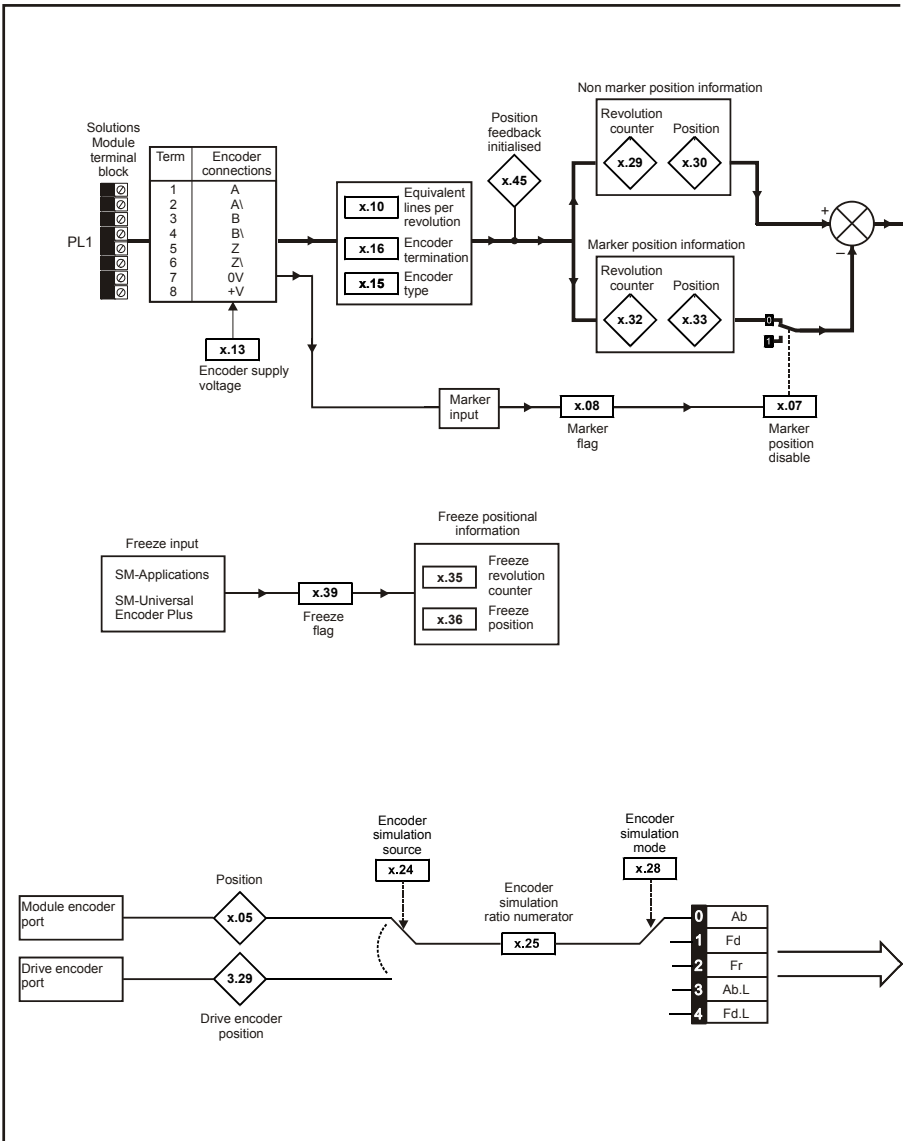 Non marker position information
Revolution
counter
Position
x.29
x.30
Position
feedback
initialised
x.45
Solutions
Module
terminal
block
PL1
Term
Encoder
connections
1 A
2 A\
3 B
4 B\
5 Z
6 Z\
7 0V
8 +V
x.13
Encoder supply
voltage
x.10
Equivalent
lines per
revolution
x.16
Encoder
termination
x.15
Encoder
type
+
−
Marker position information
Revolution
counter
Position
x.32
x.33
0
1
Marker
input
x.08
Marker
flag
x.07
Marker
position
disable
Freeze input
SM-Applications
SM-Universal
Encoder Plus
x.39
Freeze
flag
Freeze positional
information
x.35
Freeze
revolution
counter
x.36
Freeze
position
Encoder
simulation
source
x.24
Encoder
simulation
mode
x.28
Module encoder
port
Position
x.05
Encoder
simulation
ratio numerator
x.25
Drive encoder
port
3.29
Drive encoder
position
0 Ab
1 Fd
2 Fr
3 Ab.L
4 Fd.L